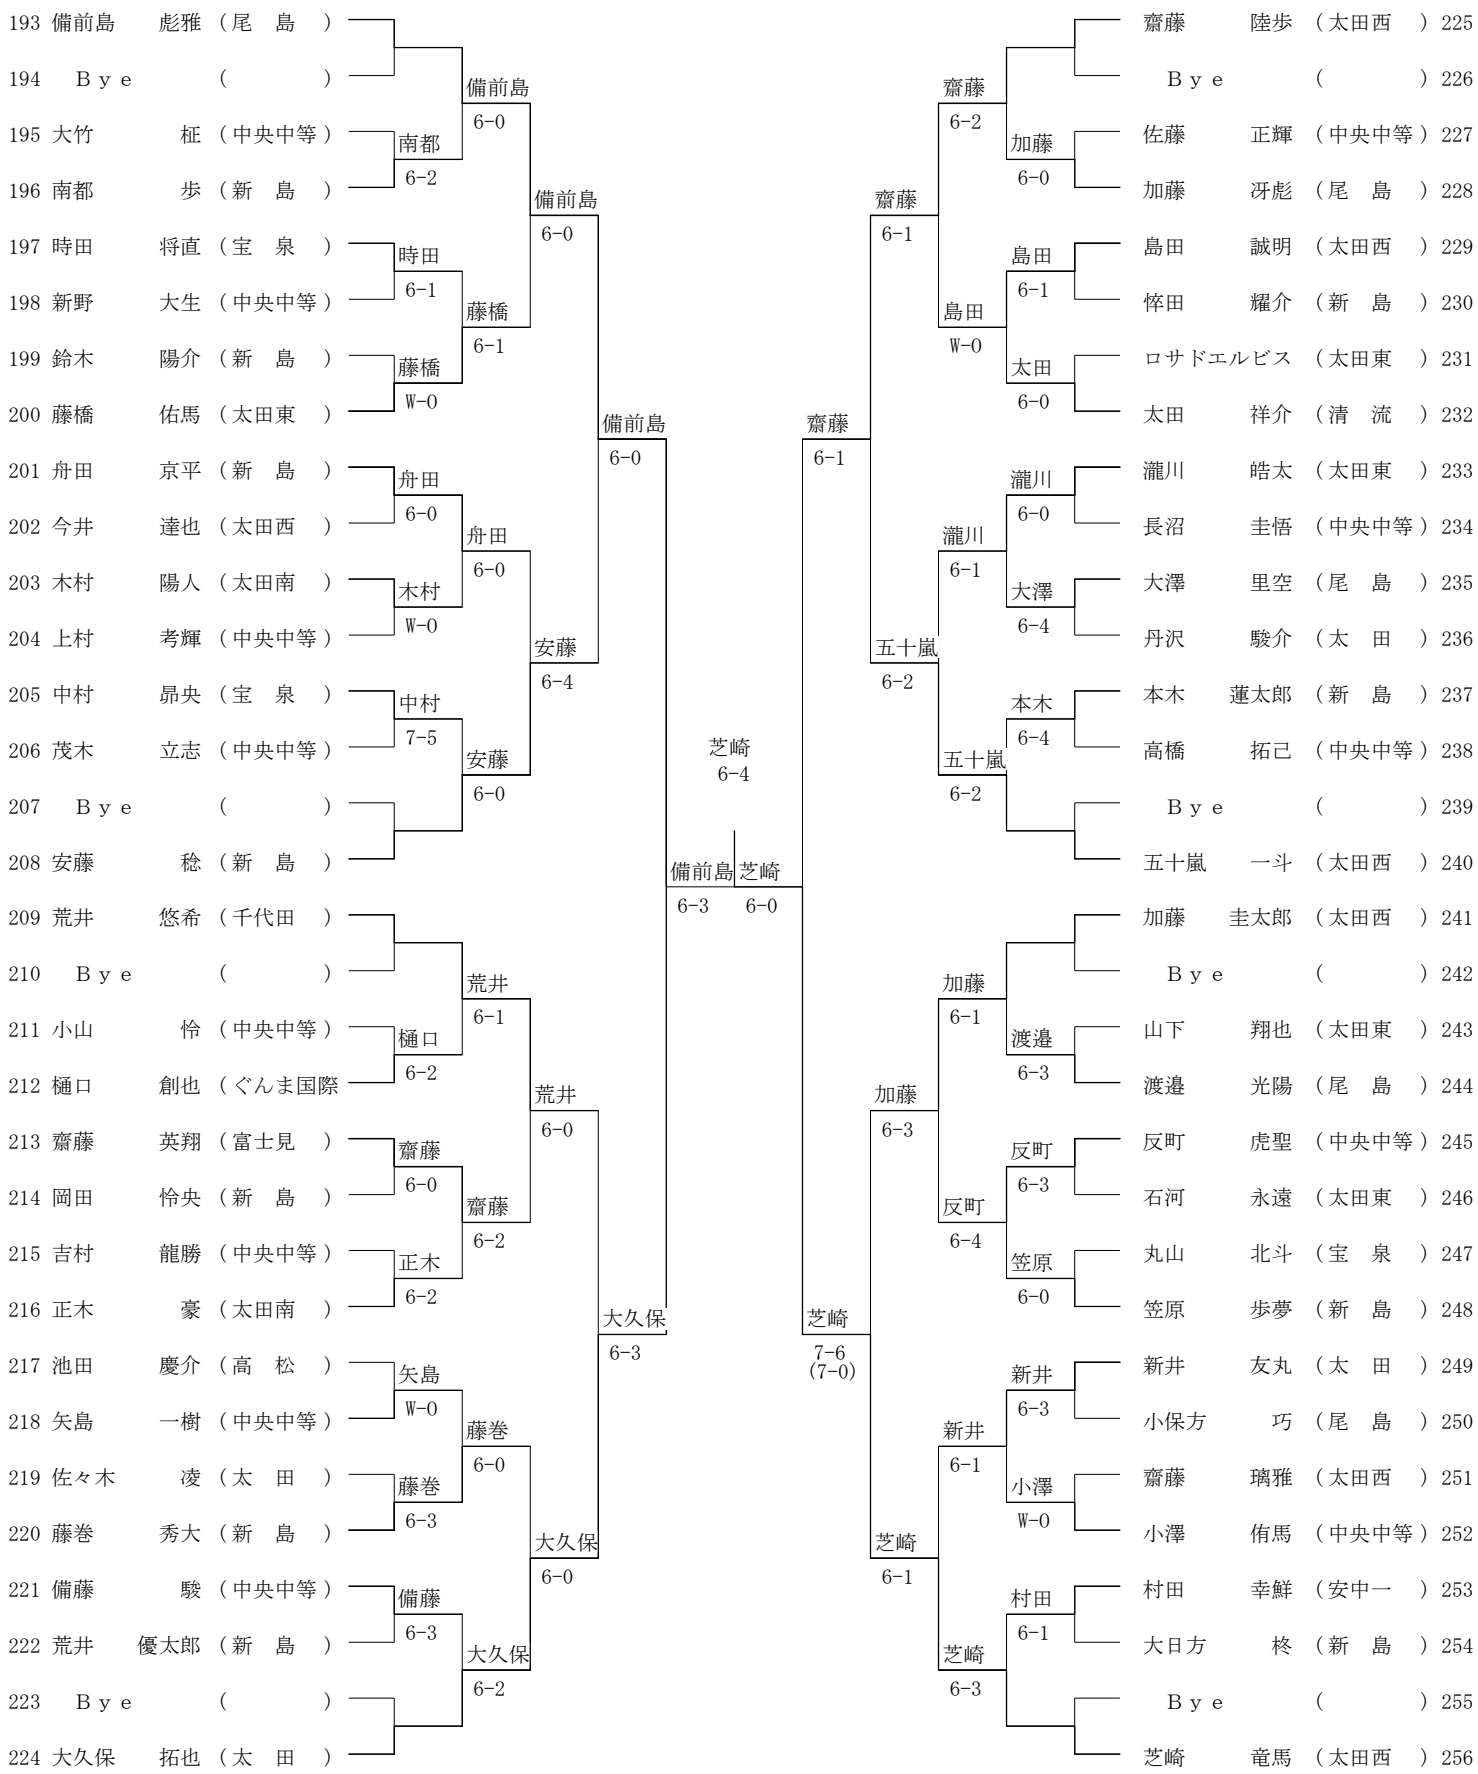 193 備前島 彪雅 (尾 島 )
194 Bye ( )
195 大竹 柾 (中央中等)
196 南都 歩 (新 島 )
197 時田 将直 (宝 泉 )
198 新野 大生 (中央中等)
199 鈴木 陽介 (新 島 )
200 藤橋 佑馬 (太田東 )
201 舟田 京平 (新 島 )
202 今井 達也 (太田西 )
203 木村 陽人 (太田南 )
204 上村 考輝 (中央中等)
205 中村 昴央 (宝 泉 )
206 茂木 立志 (中央中等)
207 Bye ( )
208 安藤 稔 (新 島 )
209 荒井 悠希 (千代田 )
210 Bye ( )
211 小山 怜 (中央中等)
212 樋口 創也 (ぐんま国際
213 齋藤 英翔 (富士見 )
214 岡田 怜央 (新 島 )
215 吉村 龍勝 (中央中等)
216 正木 豪 (太田南 )
217 池田 慶介 (高 松 )
218 矢島 一樹 (中央中等)
219 佐々木 凌 (太 田 )
220 藤巻 秀大 (新 島 )
221 備藤 駿 (中央中等)
222 荒井 優太郎 (新 島 )
223 Bye ( )
224 大久保 拓也 (太 田 )
南都
6-2
時田
6-1
藤橋
W-0
舟田
6-0
木村
W-0
中村
7-5
樋口
6-2
齋藤
6-0
正木
6-2
矢島
W-0
藤巻
6-3
備藤
6-3
備前島
6-0
藤橋
6-1
舟田
6-0
安藤
6-0
荒井
6-1
齋藤
6-2
藤巻
6-0
大久保
6-2
備前島
6-0
安藤
6-4
荒井
6-0
大久保
6-0
備前島
6-0
大久保
6-3
備前島
6-3
芝崎
6-4
芝崎
6-0
齋藤
6-1
芝崎
7-6
(7-0)
齋藤
6-1
五十嵐
6-2
加藤
6-3
芝崎
6-1
齋藤
6-2
島田
W-0
瀧川
6-1
五十嵐
6-2
加藤
6-1
反町
6-4
新井
6-1
芝崎
6-3
加藤
6-0
島田
6-1
太田
6-0
瀧川
6-0
大澤
6-4
本木
6-4
渡邉
6-3
反町
6-3
笠原
6-0
新井
6-3
小澤
W-0
村田
6-1
齋藤 陸歩 (太田西 ) 225
Bye ( ) 226
佐藤 正輝 (中央中等) 227
加藤 冴彪 (尾 島 ) 228
島田 誠明 (太田西 ) 229
悴田 耀介 (新 島 ) 230
ロサドエルビス (太田東 ) 231
太田 祥介 (清 流 ) 232
瀧川 皓太 (太田東 ) 233
長沼 圭悟 (中央中等) 234
大澤 里空 (尾 島 ) 235
丹沢 駿介 (太 田 ) 236
本木 蓮太郎 (新 島 ) 237
高橋 拓己 (中央中等) 238
Bye ( ) 239
五十嵐 一斗 (太田西 ) 240
加藤 圭太郎 (太田西 ) 241
Bye ( ) 242
山下 翔也 (太田東 ) 243
渡邉 光陽 (尾 島 ) 244
反町 虎聖 (中央中等) 245
石河 永遠 (太田東 ) 246
丸山 北斗 (宝 泉 ) 247
笠原 歩夢 (新 島 ) 248
新井 友丸 (太 田 ) 249
小保方 巧 (尾 島 ) 250
齋藤 璃雅 (太田西 ) 251
小澤 侑馬 (中央中等) 252
村田 幸鮮 (安中一 ) 253
大日方 柊 (新 島 ) 254
Bye ( ) 255
芝崎 竜馬 (太田西 ) 256